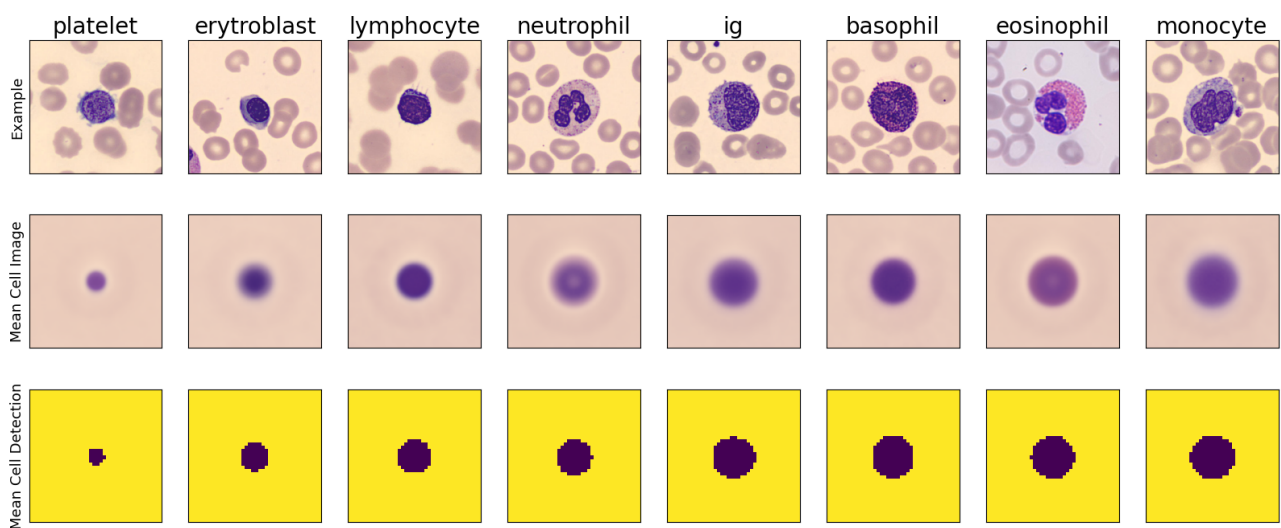 platelet erytroblast lymphocyte neutrophil ig basophil eosinophil monocyte
Example
Mean Cell Image
Mean Cell Detection